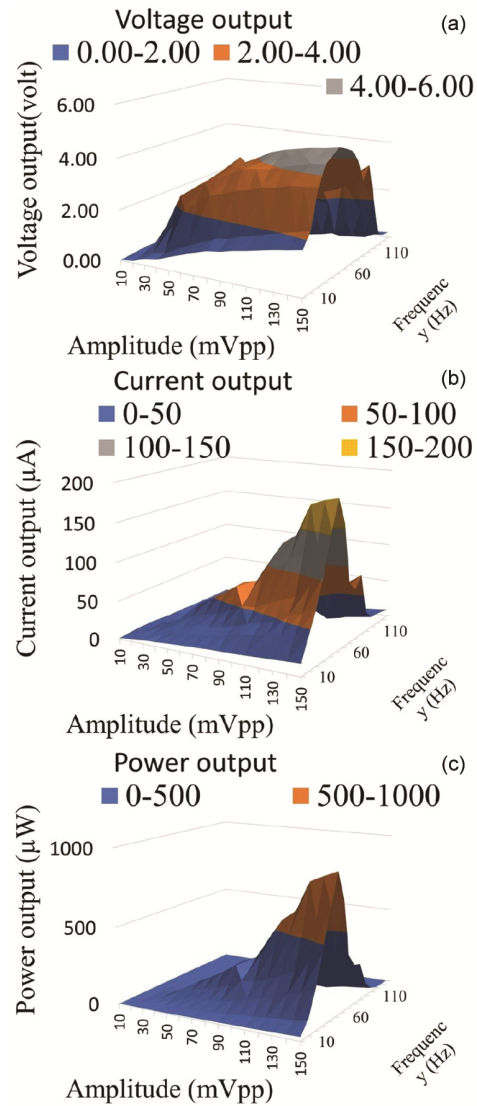 (a)
Voltage output
0.00-2.00 2.00-4.00
4.00-6.00
Voltage output(volt)
6.00
4.00
2.00
0.00
10
30
50
70
90
110
130
150
10
60
110
Amplitude (mVpp)
Frequenc
y (Hz)
(b)
Current output
0-50 50-100
100-150 150-200
Current output (μA)
200
150
100
50
0
10
30
50
70
90
110
130
150
10
60
110
Amplitude (mVpp)
Frequenc
y (Hz)
(c)
Power output
0-500 500-1000
Power output (μW)
1000
500
0
10
30
50
70
90
110
130
150
10
60
110
Amplitude (mVpp)
Frequenc
y (Hz)